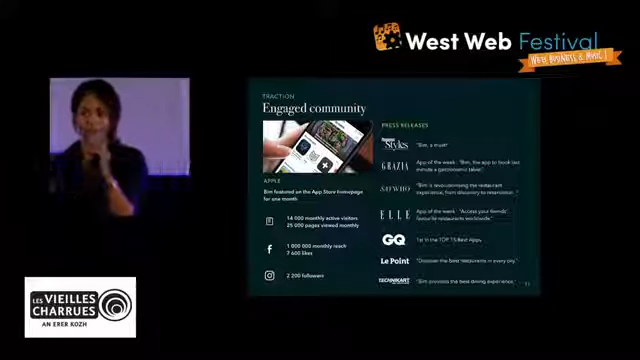 West Web Festival
WHERE BUSINESS & MUSIC !
TRACTION
Engaged community
PRESS RELEASES
APPLE
Bim featured on the App Store homepage
for one month
14 000 monthly active visitors
25 000 pages viewed monthly
1 000 000 monthly reach
7 600 likes
2 200 followers
Styles
"Bim, a must!"
GRAZIA
App of the week: "Bim, the app to book last
minute a gastronomic table."
SAY WHO
"Bim is revolutionising the restaurant
experience, from discovery to reservation."
ELLE
App of the week: "Access your friends'
favourite restaurants worldwide."
GQ
1st in the TOP 15 Best Apps
Le Point
"Discover the best restaurants in every city."
TECHNIKART
"Bim provides the best dining experience."
LES VIEILLES
CHARRUES
AN ERER KOZH